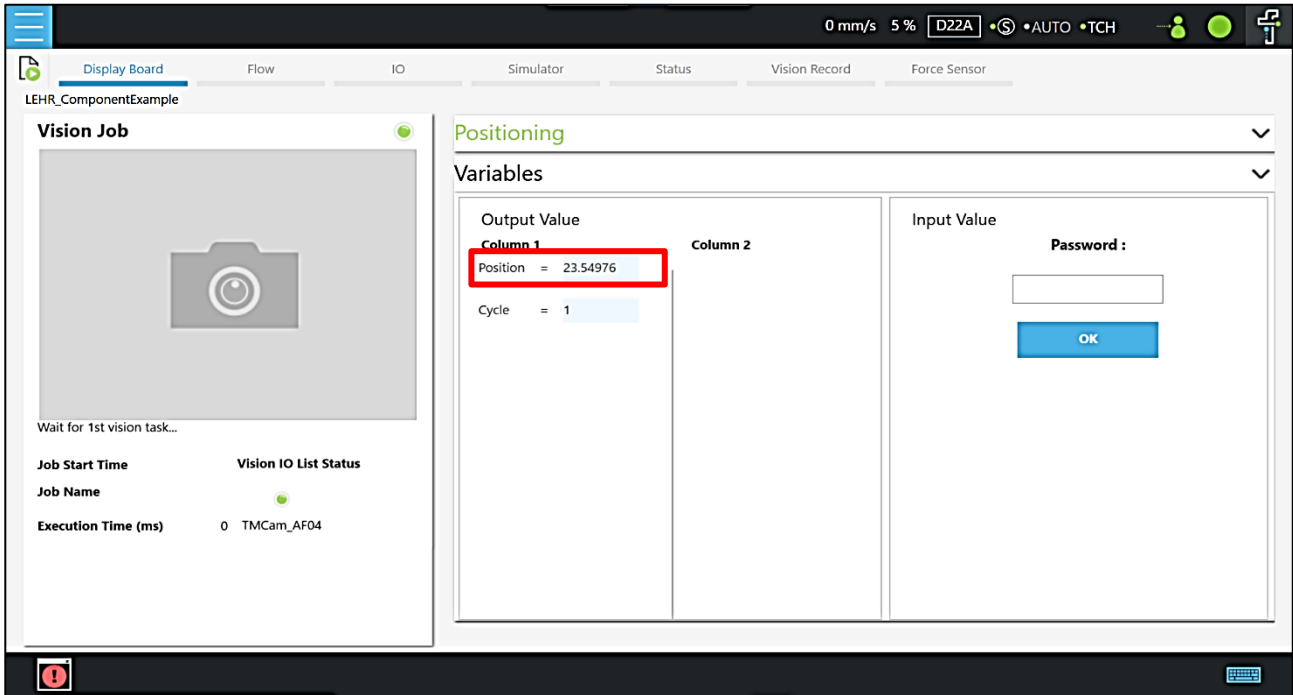 0 mm/s 5 % D22A •Ⓢ •AUTO •TCH
Display Board Flow IO Simulator Status Vision Record Force Sensor
LEHR_ComponentExample
Vision Job
Wait for 1st vision task...
Job Start Time Vision IO List Status
Job Name
Execution Time (ms) 0 TMCam_AF04
Positioning
Variables
Output Value
Column 1 Column 2
Position = 23.54976
Cycle = 1
Input Value
Password :
OK